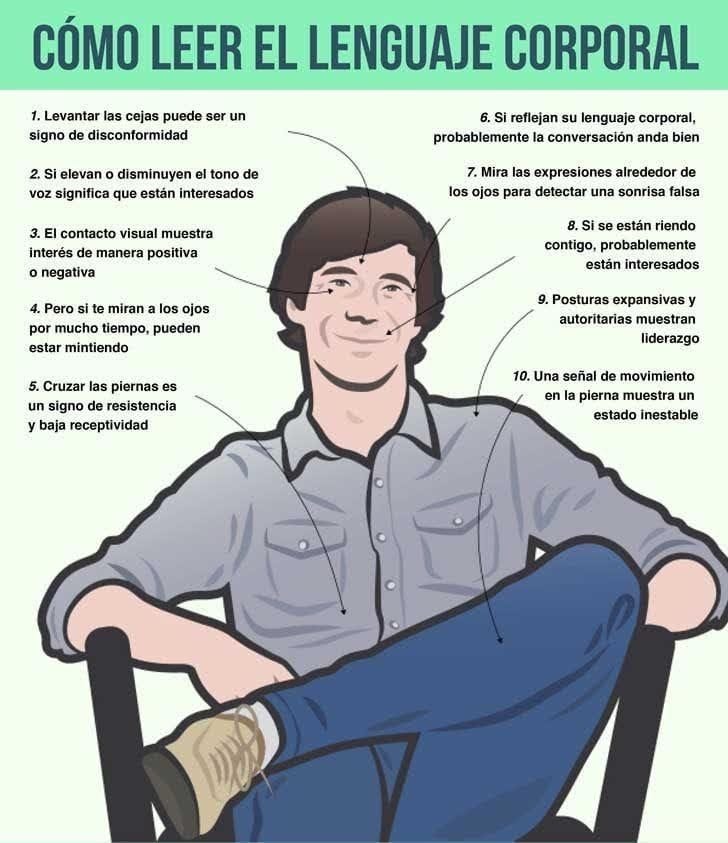 CÓMO LEER EL LENGUAJE CORPORAL
1. Levantar las cejas puede ser un
signo de disconformidad
2. Si elevan o disminuyen el tono de
voz significa que están interesados
3. El contacto visual muestra
interés de manera positiva
o negativa
4. Pero si te miran a los ojos
por mucho tiempo, pueden
estar mintiendo
5. Cruzar las piernas es
un signo de resistencia
y baja receptividad
6. Si reflejan su lenguaje corporal,
probablemente la conversación anda bien
7. Mira las expresiones alrededor de
los ojos para detectar una sonrisa falsa
8. Si se están riendo
contigo, probablemente
están interesados
9. Posturas expansivas y
autoritarias muestran
liderazgo
10. Una señal de movimiento
en la pierna muestra un
estado inestable